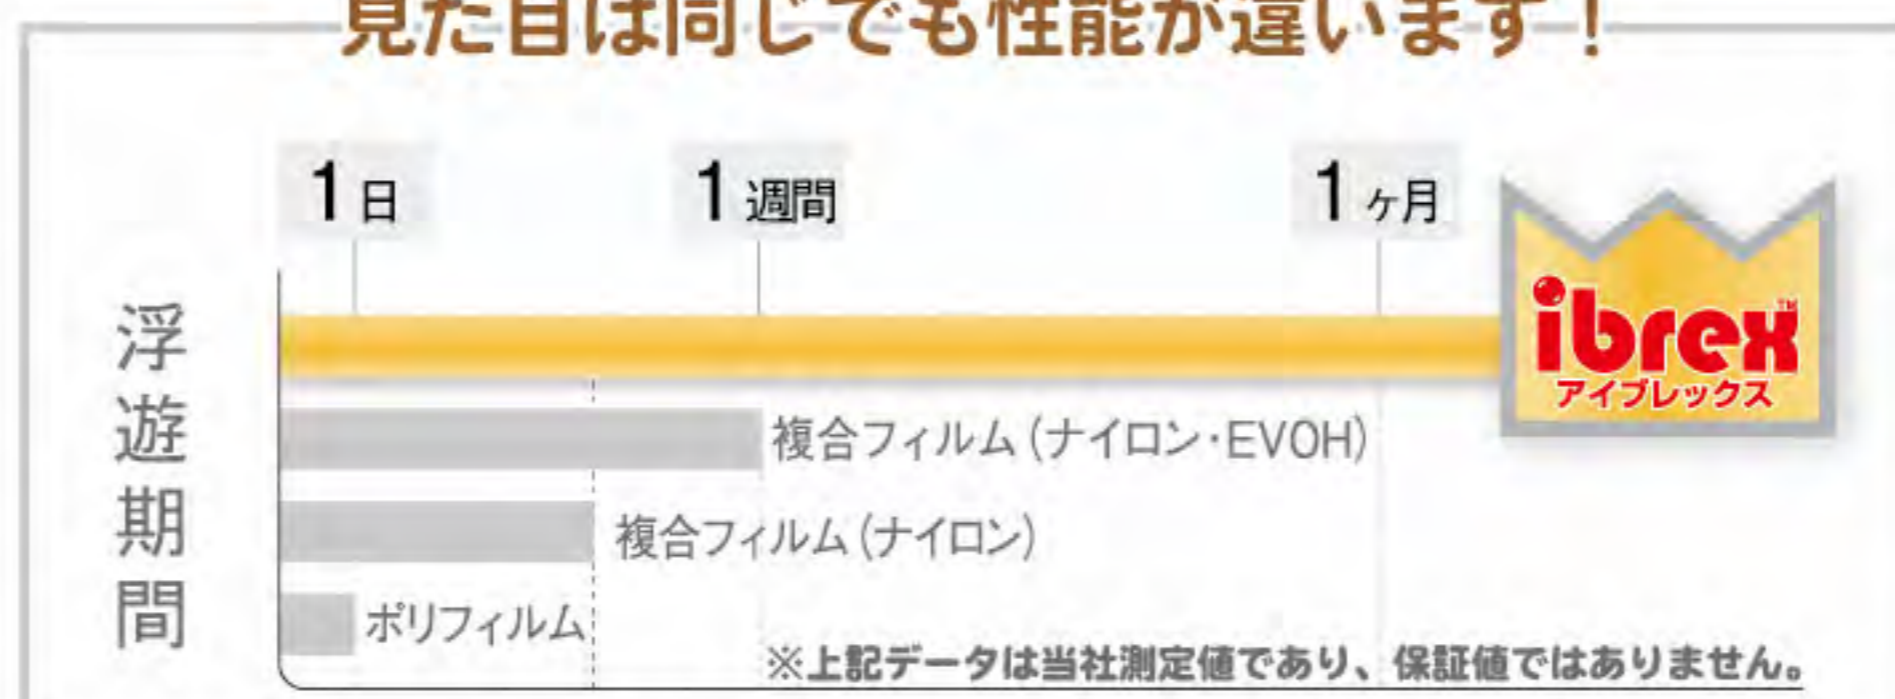 見た目は同じでも性能が違います!
1日
1週間
1ヶ月
浮遊期間
ibrex™
アイブレックス
複合フィルム(ナイロン・EVOH)
複合フィルム(ナイロン)
ポリフィルム
※上記データは当社測定値であり、保証値ではありません。